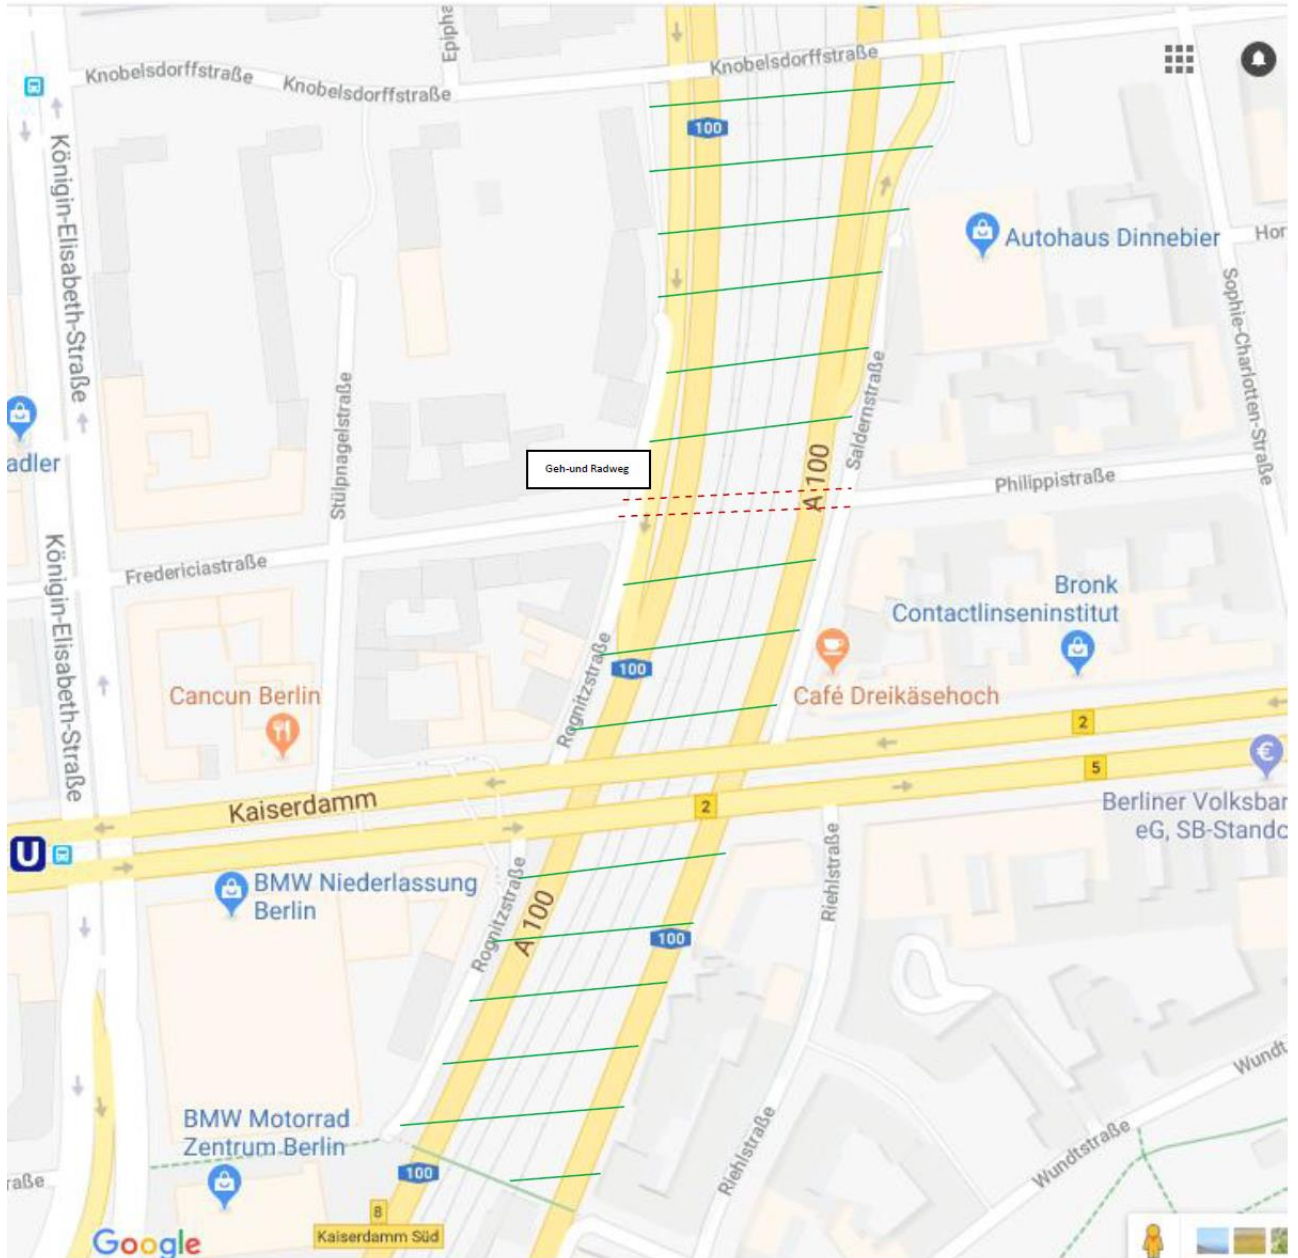 Knobelsdorffstraße
Knobelsdorffstraße
Epipha
Knobelsdorffstraße
100
Königin-Elisabeth-Straße
Autohaus Dinnebier
Hor
Sophie-Charlotten-Straße
adler
Stülpnagelstraße
Saldernstraße
Geh-und Radweg
A 100
Philippistraße
Fredericiastraße
Königin-Elisabeth-Straße
Bronk
Contactlinseninstitut
Rognitzstraße
100
Cancun Berlin
Café Dreikäsehoch
2
5
Kaiserdamm
2
Berliner Volksbar
eG, SB-Standc
U
BMW Niederlassung
Berlin
Rognitzstraße
A 100
100
Riehlstraße
Wundt
BMW Motorrad
Zentrum Berlin
Riehlstraße
Wundtstraße
100
raße
8
Kaiserdamm Süd
Google